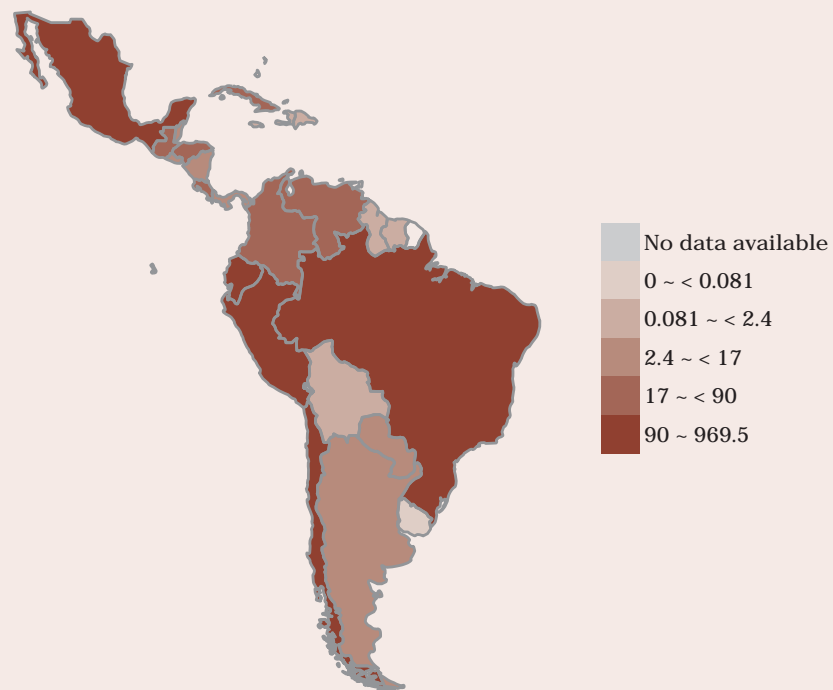 No data available
0 ~ < 0.081
0.081 ~ < 2.4
2.4 ~ < 17
17 ~ < 90
90 ~ 969.5